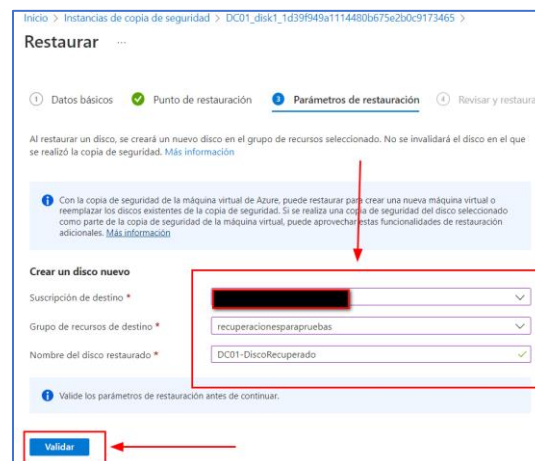 Inicio > Instancias de copia de seguridad > DC01_disk1_1d39f949a1114480b675e2b0c9173465 >
Restaurar ...
1 Datos básicos Punto de restauración 3 Parámetros de restauración 4 Revisar y restaura
Al restaurar un disco, se creará un nuevo disco en el grupo de recursos seleccionado. No se invalidará el disco en el que
se realizó la copia de seguridad. Más información
Con la copia de seguridad de la máquina virtual de Azure, puede restaurar para crear una nueva máquina virtual o
reemplazar los discos existentes de la copia de seguridad. Si se realiza una copia de seguridad del disco seleccionado
como parte de la copia de seguridad de la máquina virtual, puede aprovechar estas funcionalidades de restauración
adicionales. Más información
Crear un disco nuevo
Suscripción de destino *
Grupo de recursos de destino * recuperacionesparapruebas
Nombre del disco restaurado * DC01-DiscoRecuperado
Valide los parámetros de restauración antes de continuar.
Validar